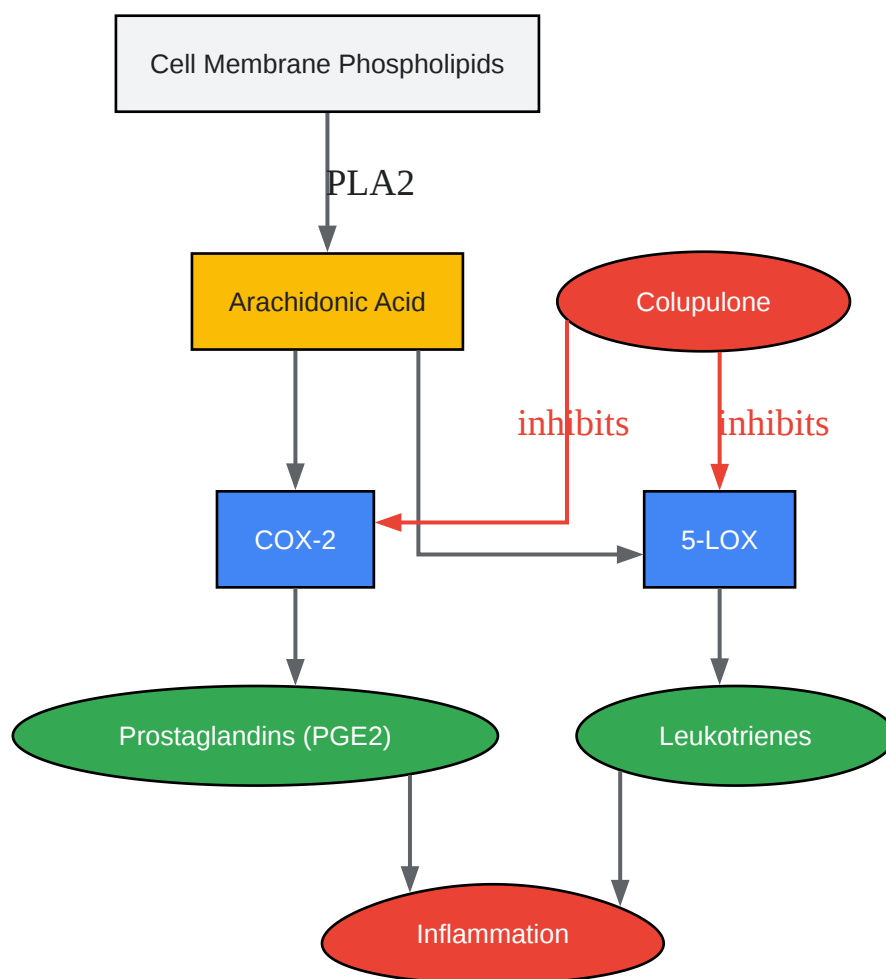 Cell Membrane Phospholipids
PLA2
Arachidonic Acid
Colupulone
inhibits
inhibits
COX-2
5-LOX
Prostaglandins (PGE2)
Leukotrienes
Inflammation